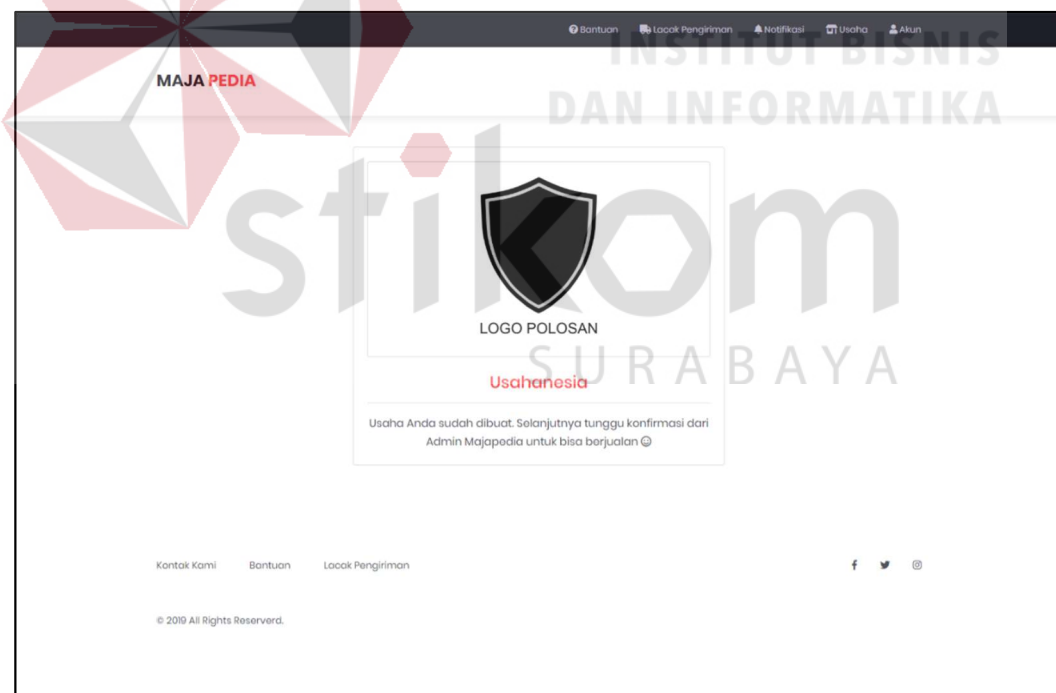 Bantuan Lacak Pengiriman Notifikasi Usaha Akun
INSTITUT BISNIS
MAJA PEDIA
DAN INFORMATIKA
stikom
LOGO POLOSAN
SURABAYA
Usahanesia
Usaha Anda sudah dibuat. Selanjutnya tunggu konfirmasi dari
Admin Majapedia untuk bisa berjualan
Kontak Kami Bantuan Lacak Pengiriman
© 2019 All Rights Reserverd.